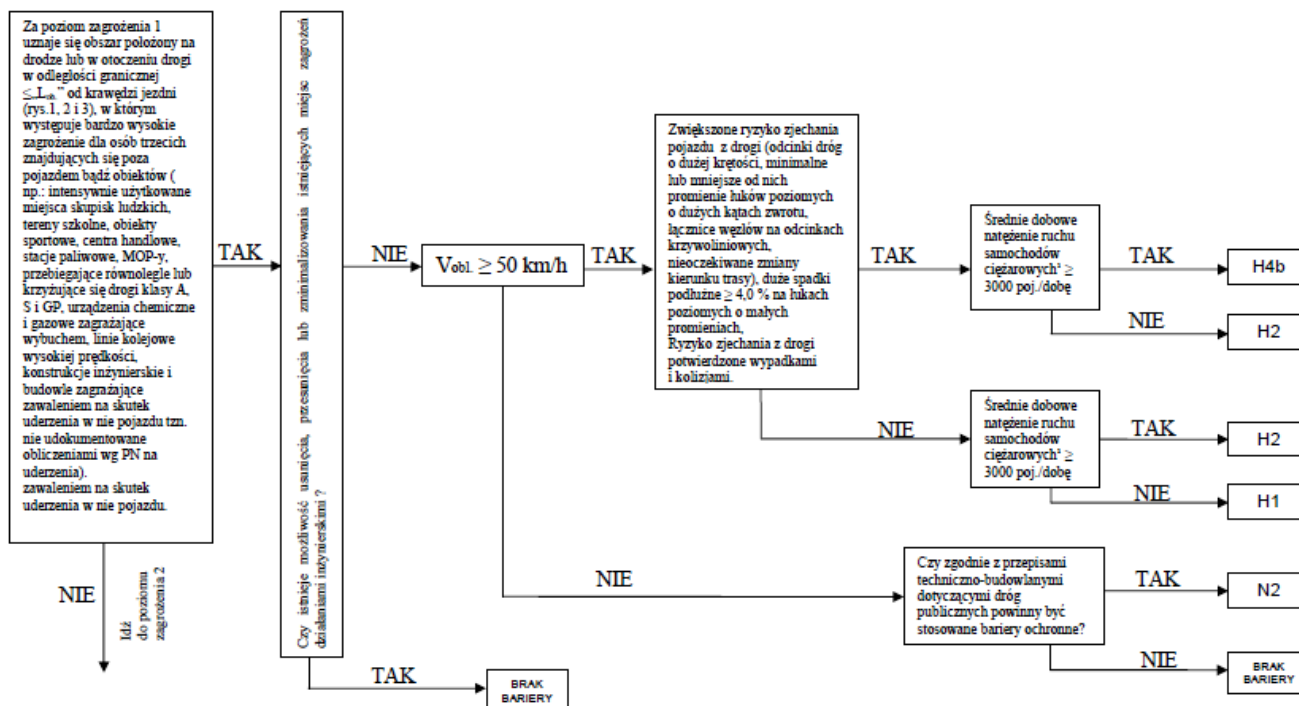 Za poziom zagrożenia 1
uznaje się obszar położony na
drodze lub w otoczeniu drogi
w odległości granicznej
od krawędzi jezdni
(rys.1, 2 i 3), w którym
występuje bardzo wysokie
zagrożenie dla osób trzecich
znajdujących się poza
pojazdem bądź obiektów (
np.: intensywnie użytkowane
miejsca skupisk ludzkich,
tereny szkolne, obiekty
sportowe, centra handlowe,
stacje paliwowe, MOP-y,
przebiegające równolegle lub
krzyżujące się drogi klasy A,
S i GP, urządzenia chemiczne
i gazowe zagrażające
wybuchem, linie kolejowe
wysokiej prędkości,
konstrukcje inżynierskie i
budowle zagrażające
zawaleniem na skutek
uderzenia w nie pojazdu tzn.
nie udokumentowane
obliczeniami wg PN na
uderzenia).
zawaleniem na skutek
uderzenia w nie pojazdu.
NIE
Idź
do poziomu
zagrożenia 2
TAK
Czy istnieje możliwość usunięcia, przesunięcia lub zminimalizowania istniejących miejsc zagrożeń
działaniami inżynierskimi ?
TAK
BRAK
BARIERY
NIE
Vobl. ≥ 50 km/h
TAK
Zwiększone ryzyko zjechania
pojazdu z drogi (odcinki dróg
o dużej krętości, minimalne
lub mniejsze od nich
promienie łuków poziomych
o dużych kątach zwrotu,
łącznice węzłów na odcinkach
krzywoliniowych,
nieoczekiwane zmiany
kierunku trasy), duże spadki
podłużne ≥ 4,0 % na łukach
poziomych o małych
promieniach,
Ryzyko zjechania z drogi
potwierdzone wypadkami
i kolizjami.
TAK
Średnie dobowe
natężenie ruchu
samochodów
ciężarowych ≥
3000 poj./dobę
TAK
H4b
NIE
H2
NIE
Średnie dobowe
natężenie ruchu
samochodów
ciężarowych ≥
3000 poj./dobę
TAK
H2
NIE
H1
NIE
Czy zgodnie z przepisami
techniczno-budowlanymi
dotyczącymi dróg
publicznych powinny być
stosowane bariery ochronne?
TAK
N2
NIE
BRAK
BARIERY